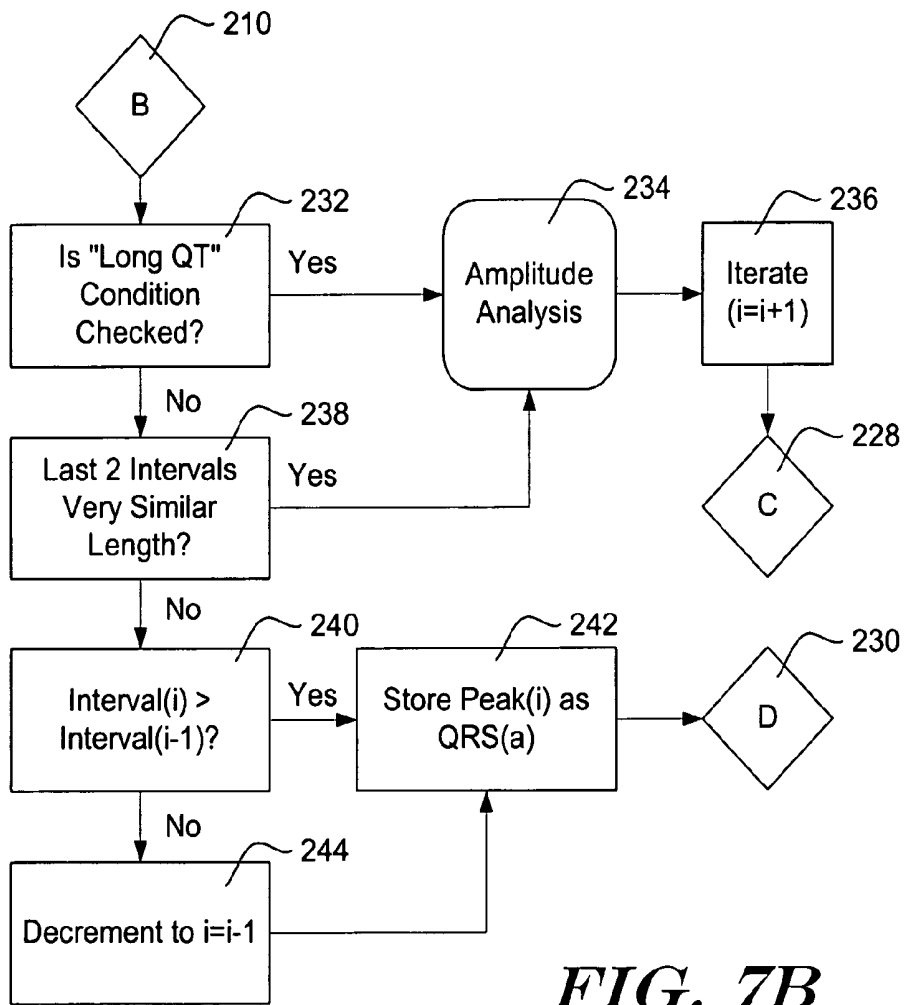 210
B
232
Is "Long QT"
Condition
Checked?
Yes
234
Amplitude
Analysis
236
Iterate
(i=i+1)
No
238
Last 2 Intervals
Very Similar
Length?
Yes
228
C
No
240
Interval(i) >
Interval(i-1)?
Yes
242
Store Peak(i) as
QRS(a)
230
D
No
244
Decrement to i=i-1
FIG. 7B